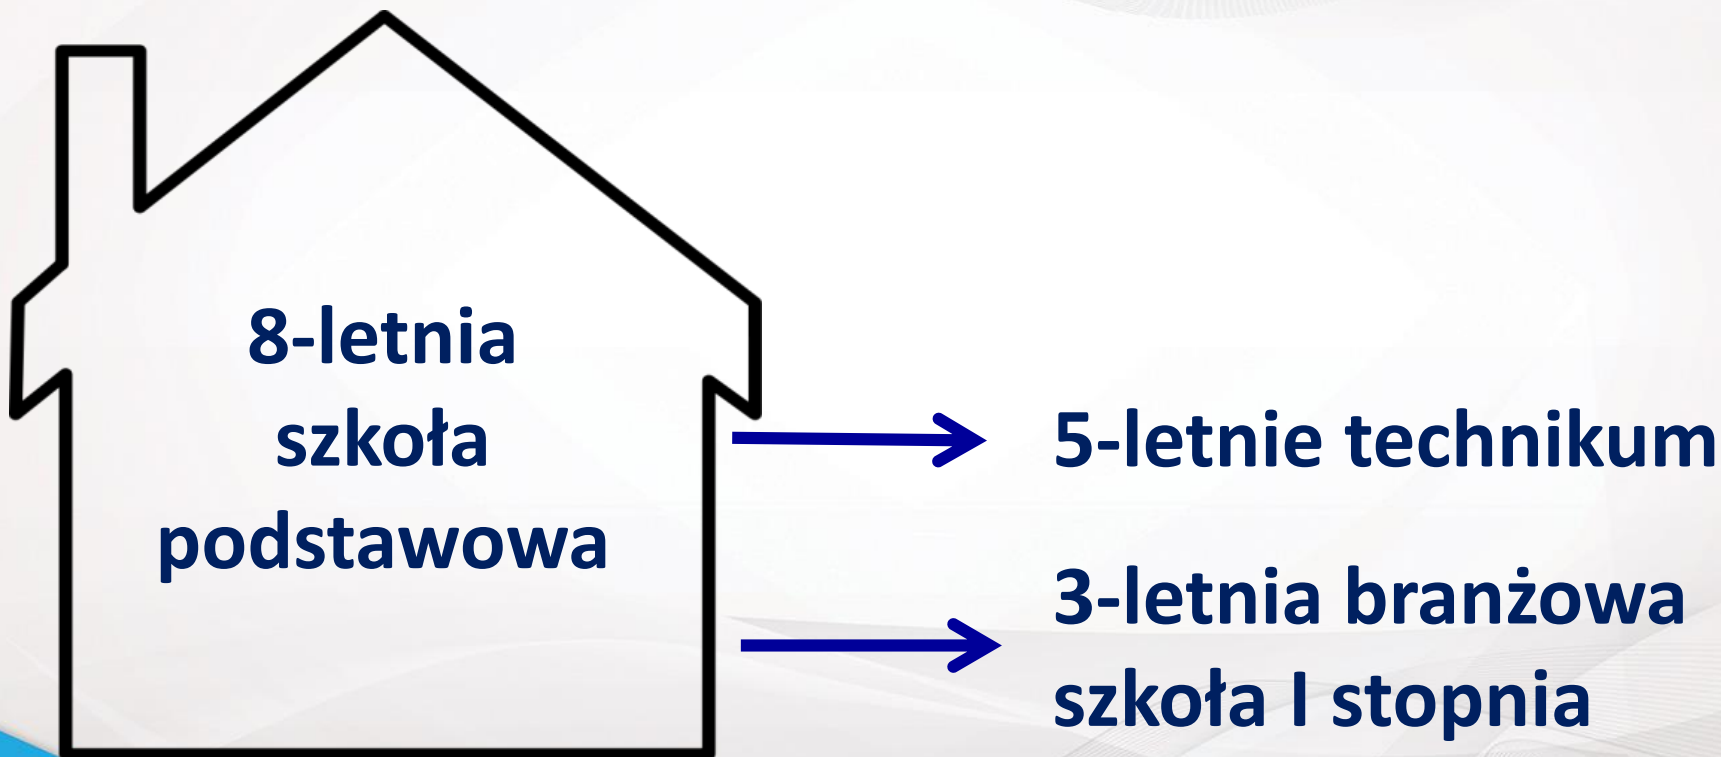 8-letnia
szkoła
podstawowa
5-letnie technikum
3-letnia branżowa
szkoła I stopnia